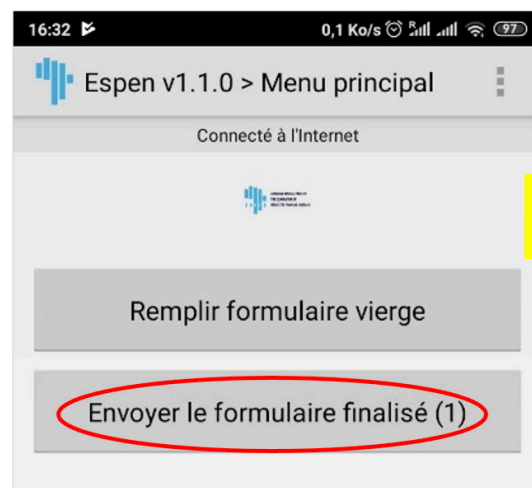 16:32 0,1 Ko/s R 97
Espen v1.1.0 > Menu principal
Connecté à l'Internet
Remplir formulaire vierge
Envoyer le formulaire finalisé (1)